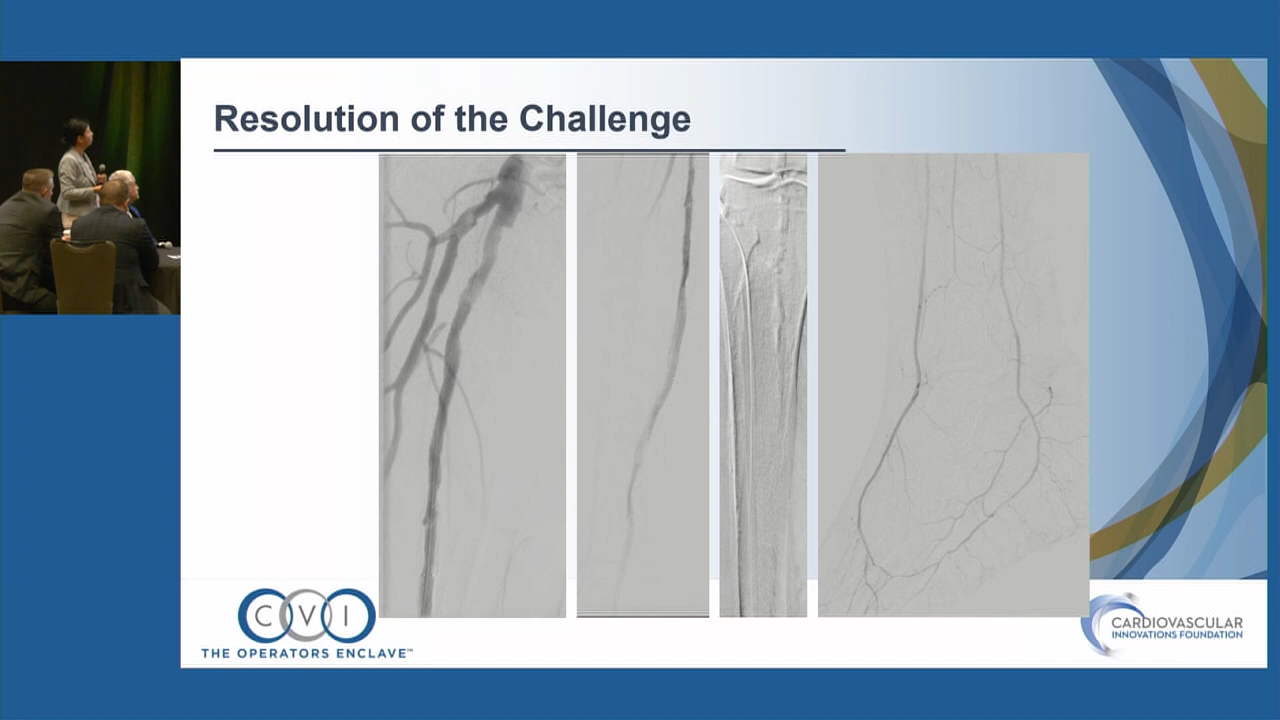 Resolution of the Challenge
CVI
THE OPERATORS ENCLAVE™
CARDIOVASCULAR
INNOVATIONS FOUNDATION